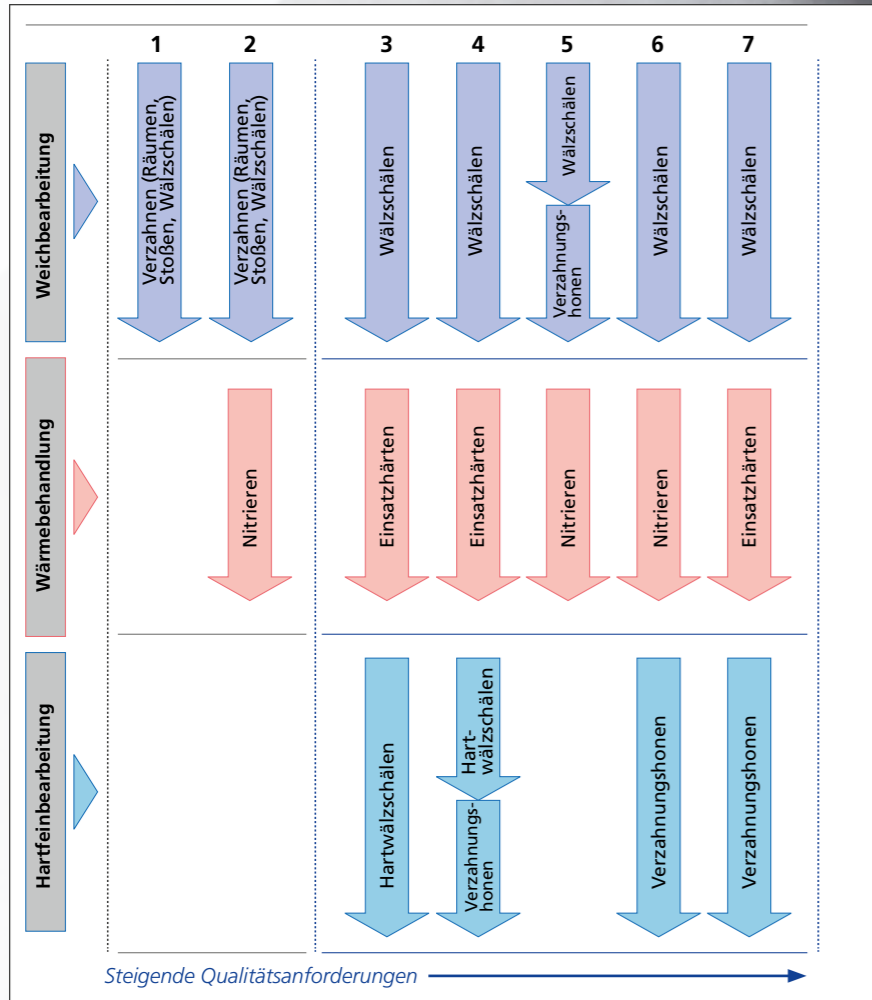 1
2
3
4
5
6
7
Weichbearbeitung
Verzahnen (Räumen,
Stoßen, Wälzschälen)
Verzahnen (Räumen,
Stoßen, Wälzschälen)
Wälzschälen
Wälzschälen
Wälzschälen
Verzahnungs-
honen
Wälzschälen
Wälzschälen
Wärmebehandlung
Nitrieren
Einsatzhärten
Einsatzhärten
Nitrieren
Nitrieren
Einsatzhärten
Hartfeinbearbeitung
Hartwälzschälen
Hart-
wälzschälen
Verzahnungs-
honen
Verzahnungshonen
Verzahnungshonen
Steigende Qualitätsanforderungen